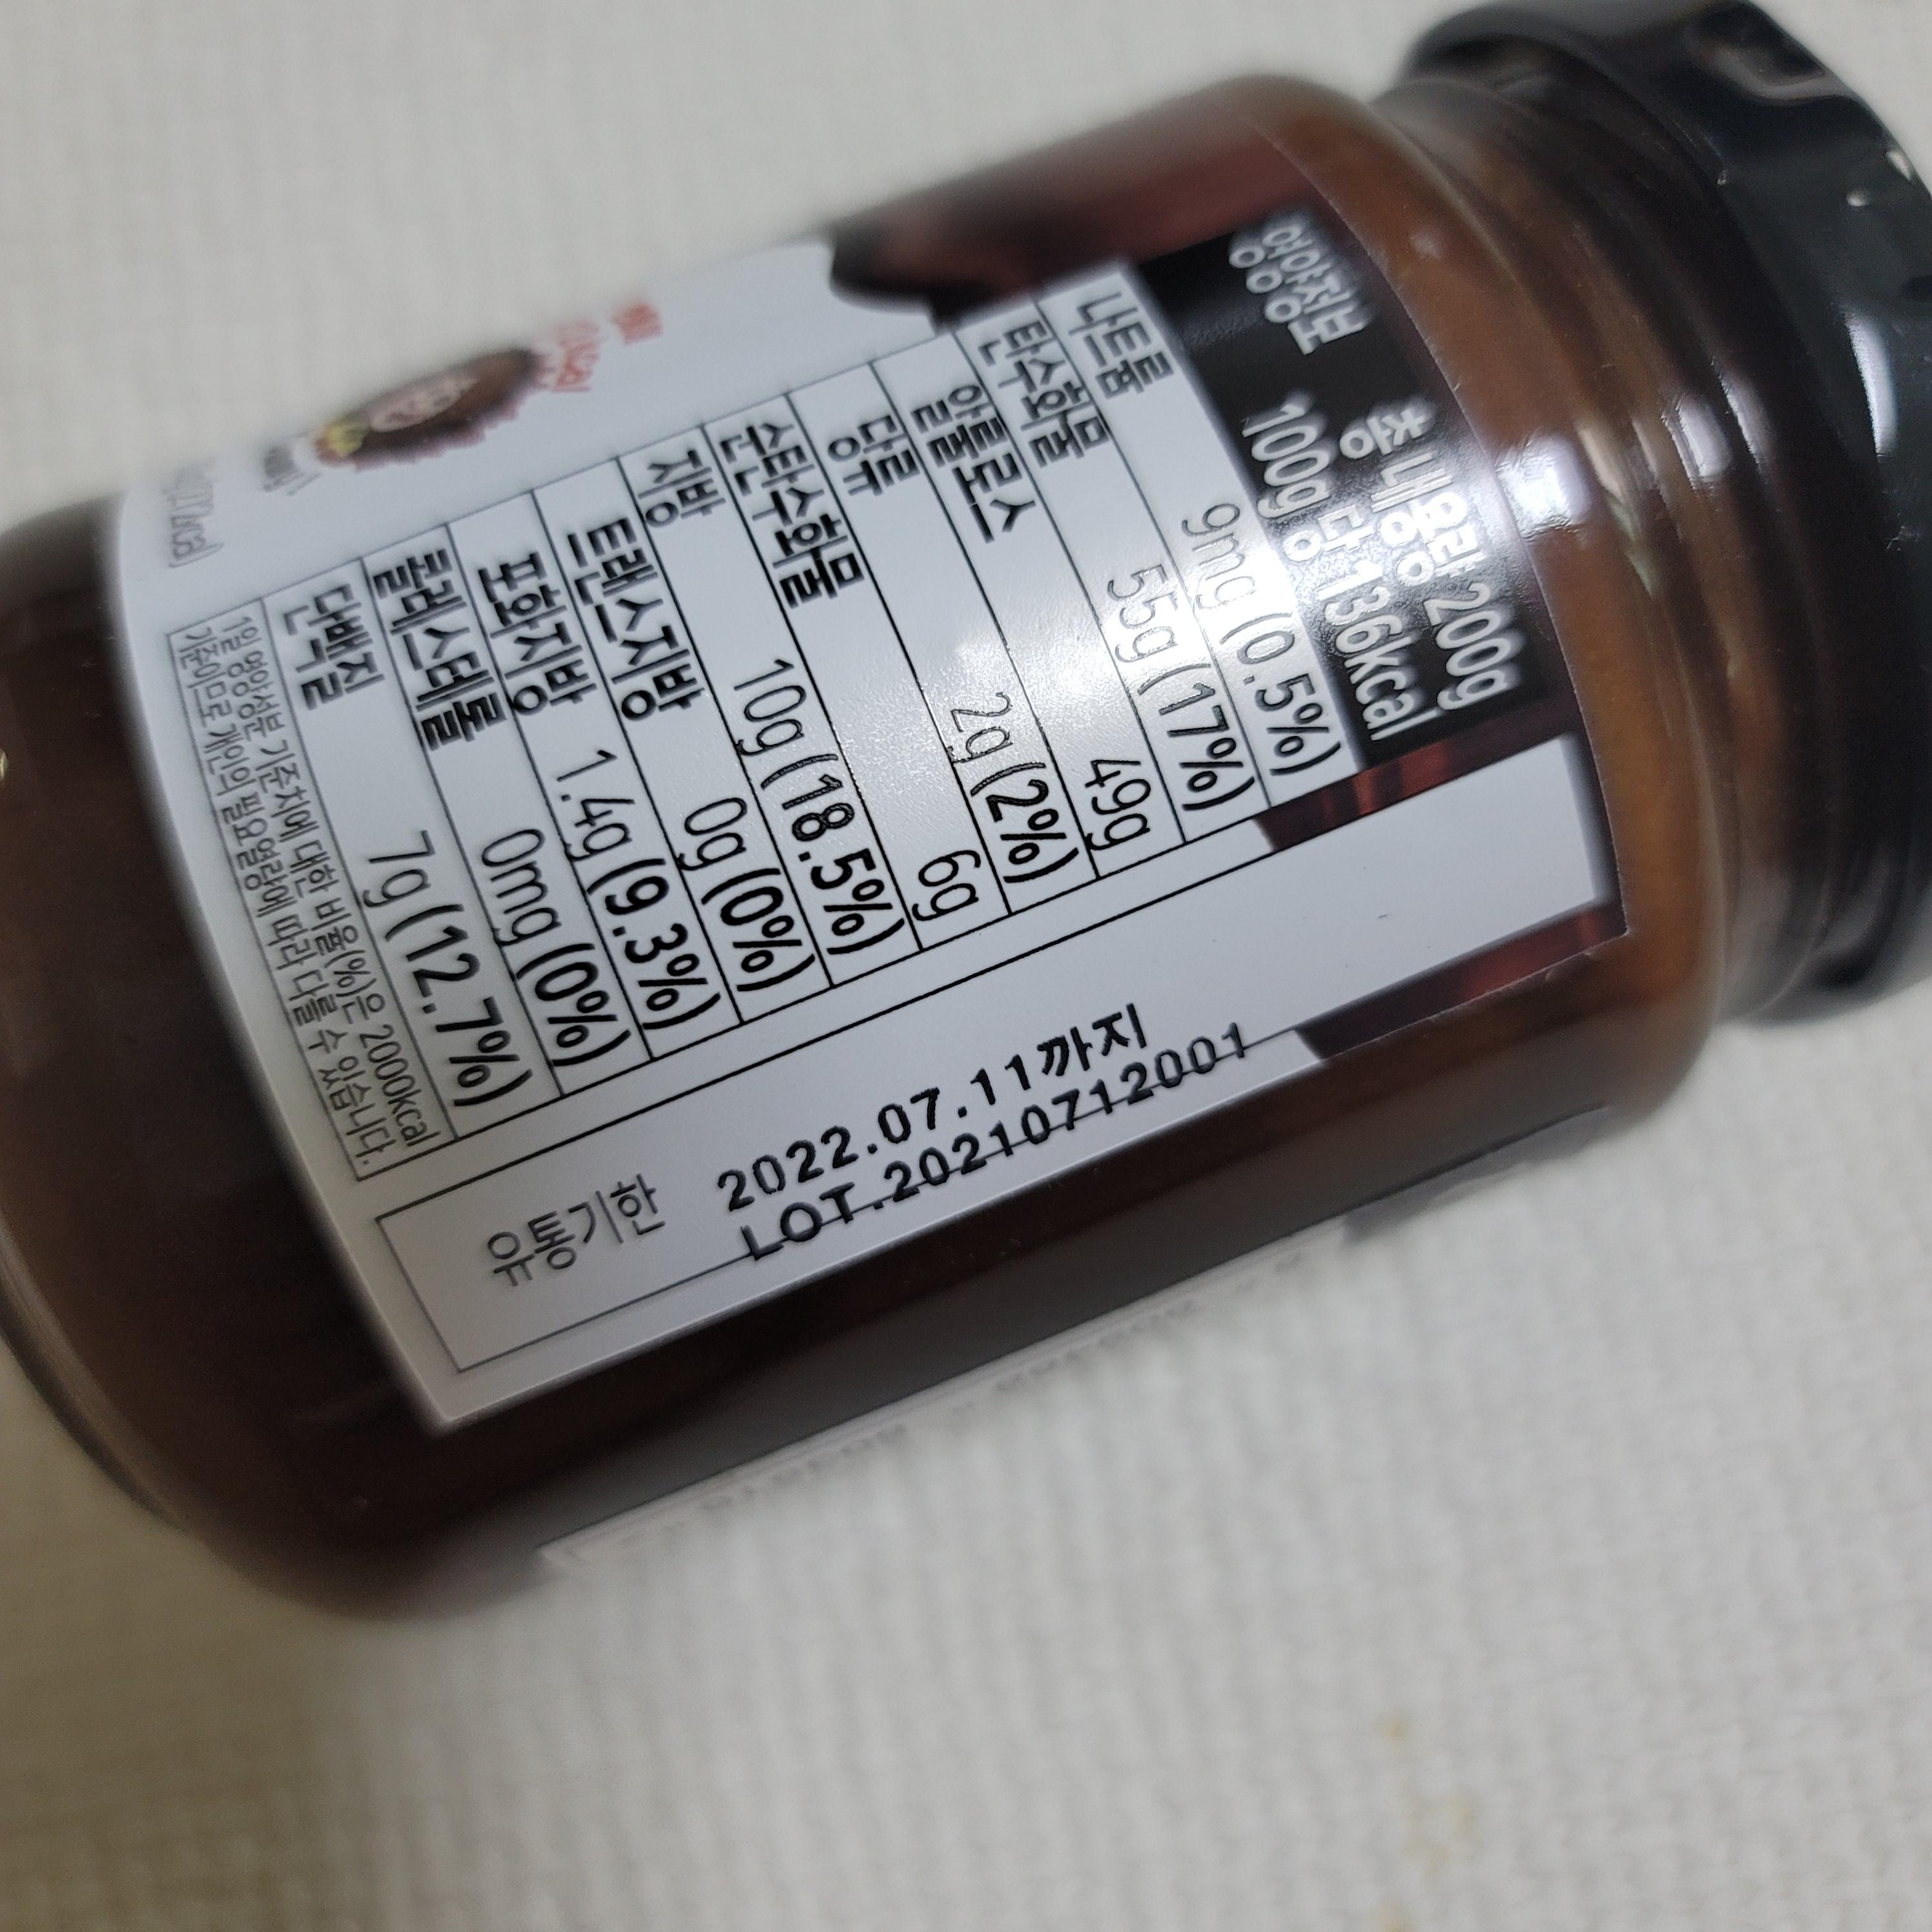 영양정보
총 내용량 200g
100g 당 136kcal
나트륨 9mg (0.5%)
탄수화물 55g (17%)
알룰로스 49g
당류 2g (2%)
순탄수화물 6g
지방 10g (18.5%)
트랜스지방 0g (0%)
포화지방 1.4g (9.3%)
콜레스테롤 0mg (0%)
단백질 7g (12.7%)
1일 영양성분 기준치에 대한 비율(%)은 2000kcal
기준이므로 개인의 필요열량에 따라 다를 수 있습니다.
유통기한
2022.07.11까지
LOT.20210712001